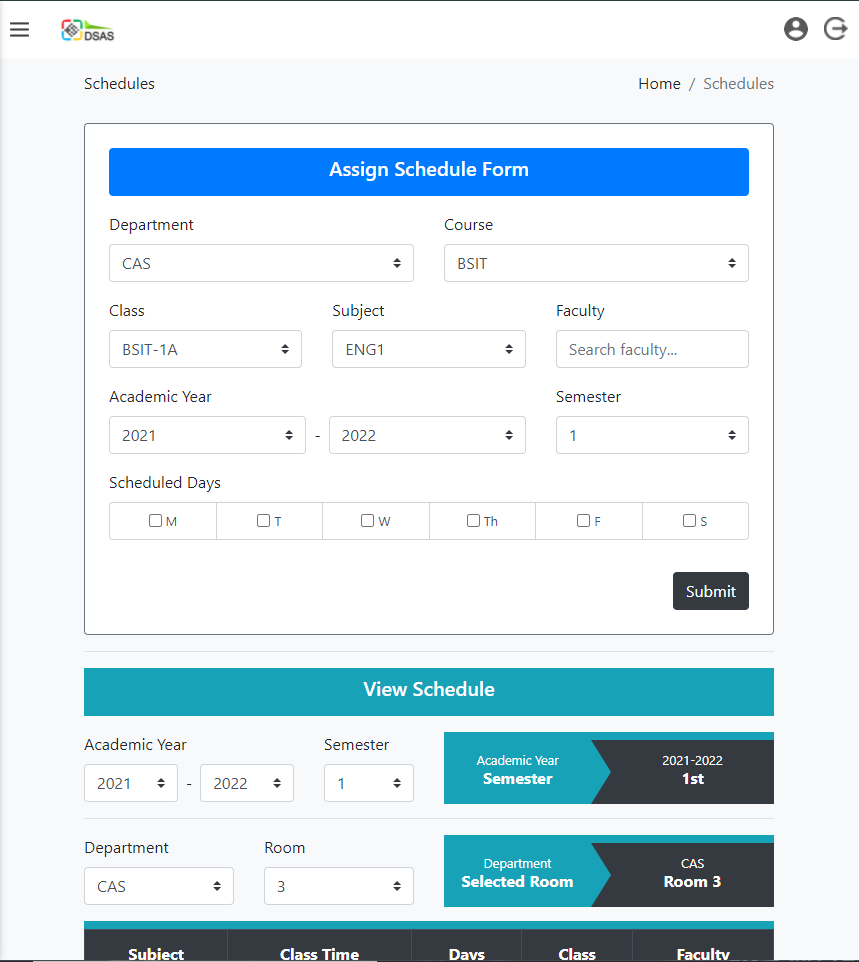 DSAS
Schedules
Home / Schedules
Assign Schedule Form
Department Course
CAS BSIT
Class Subject Faculty
BSIT-1A ENG1 Search faculty...
Academic Year Semester
2021 - 2022 1
Scheduled Days
M T W Th F S
Submit
View Schedule
Academic Year Semester
2021 - 2022 1
Academic Year
Semester
2021-2022
1st
Department Room
CAS 3
Department
Selected Room
CAS
Room 3
Subject Class Time Days Class Faculty